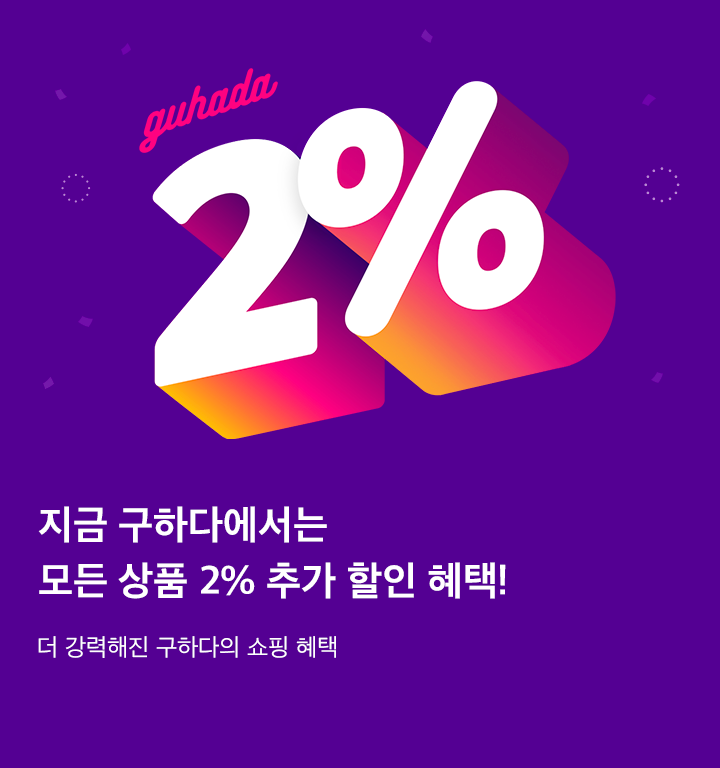 guhada
2%
지금 구하다에서는
모든 상품 2% 추가 할인 혜택!
더 강력해진 구하다의 쇼핑 혜택